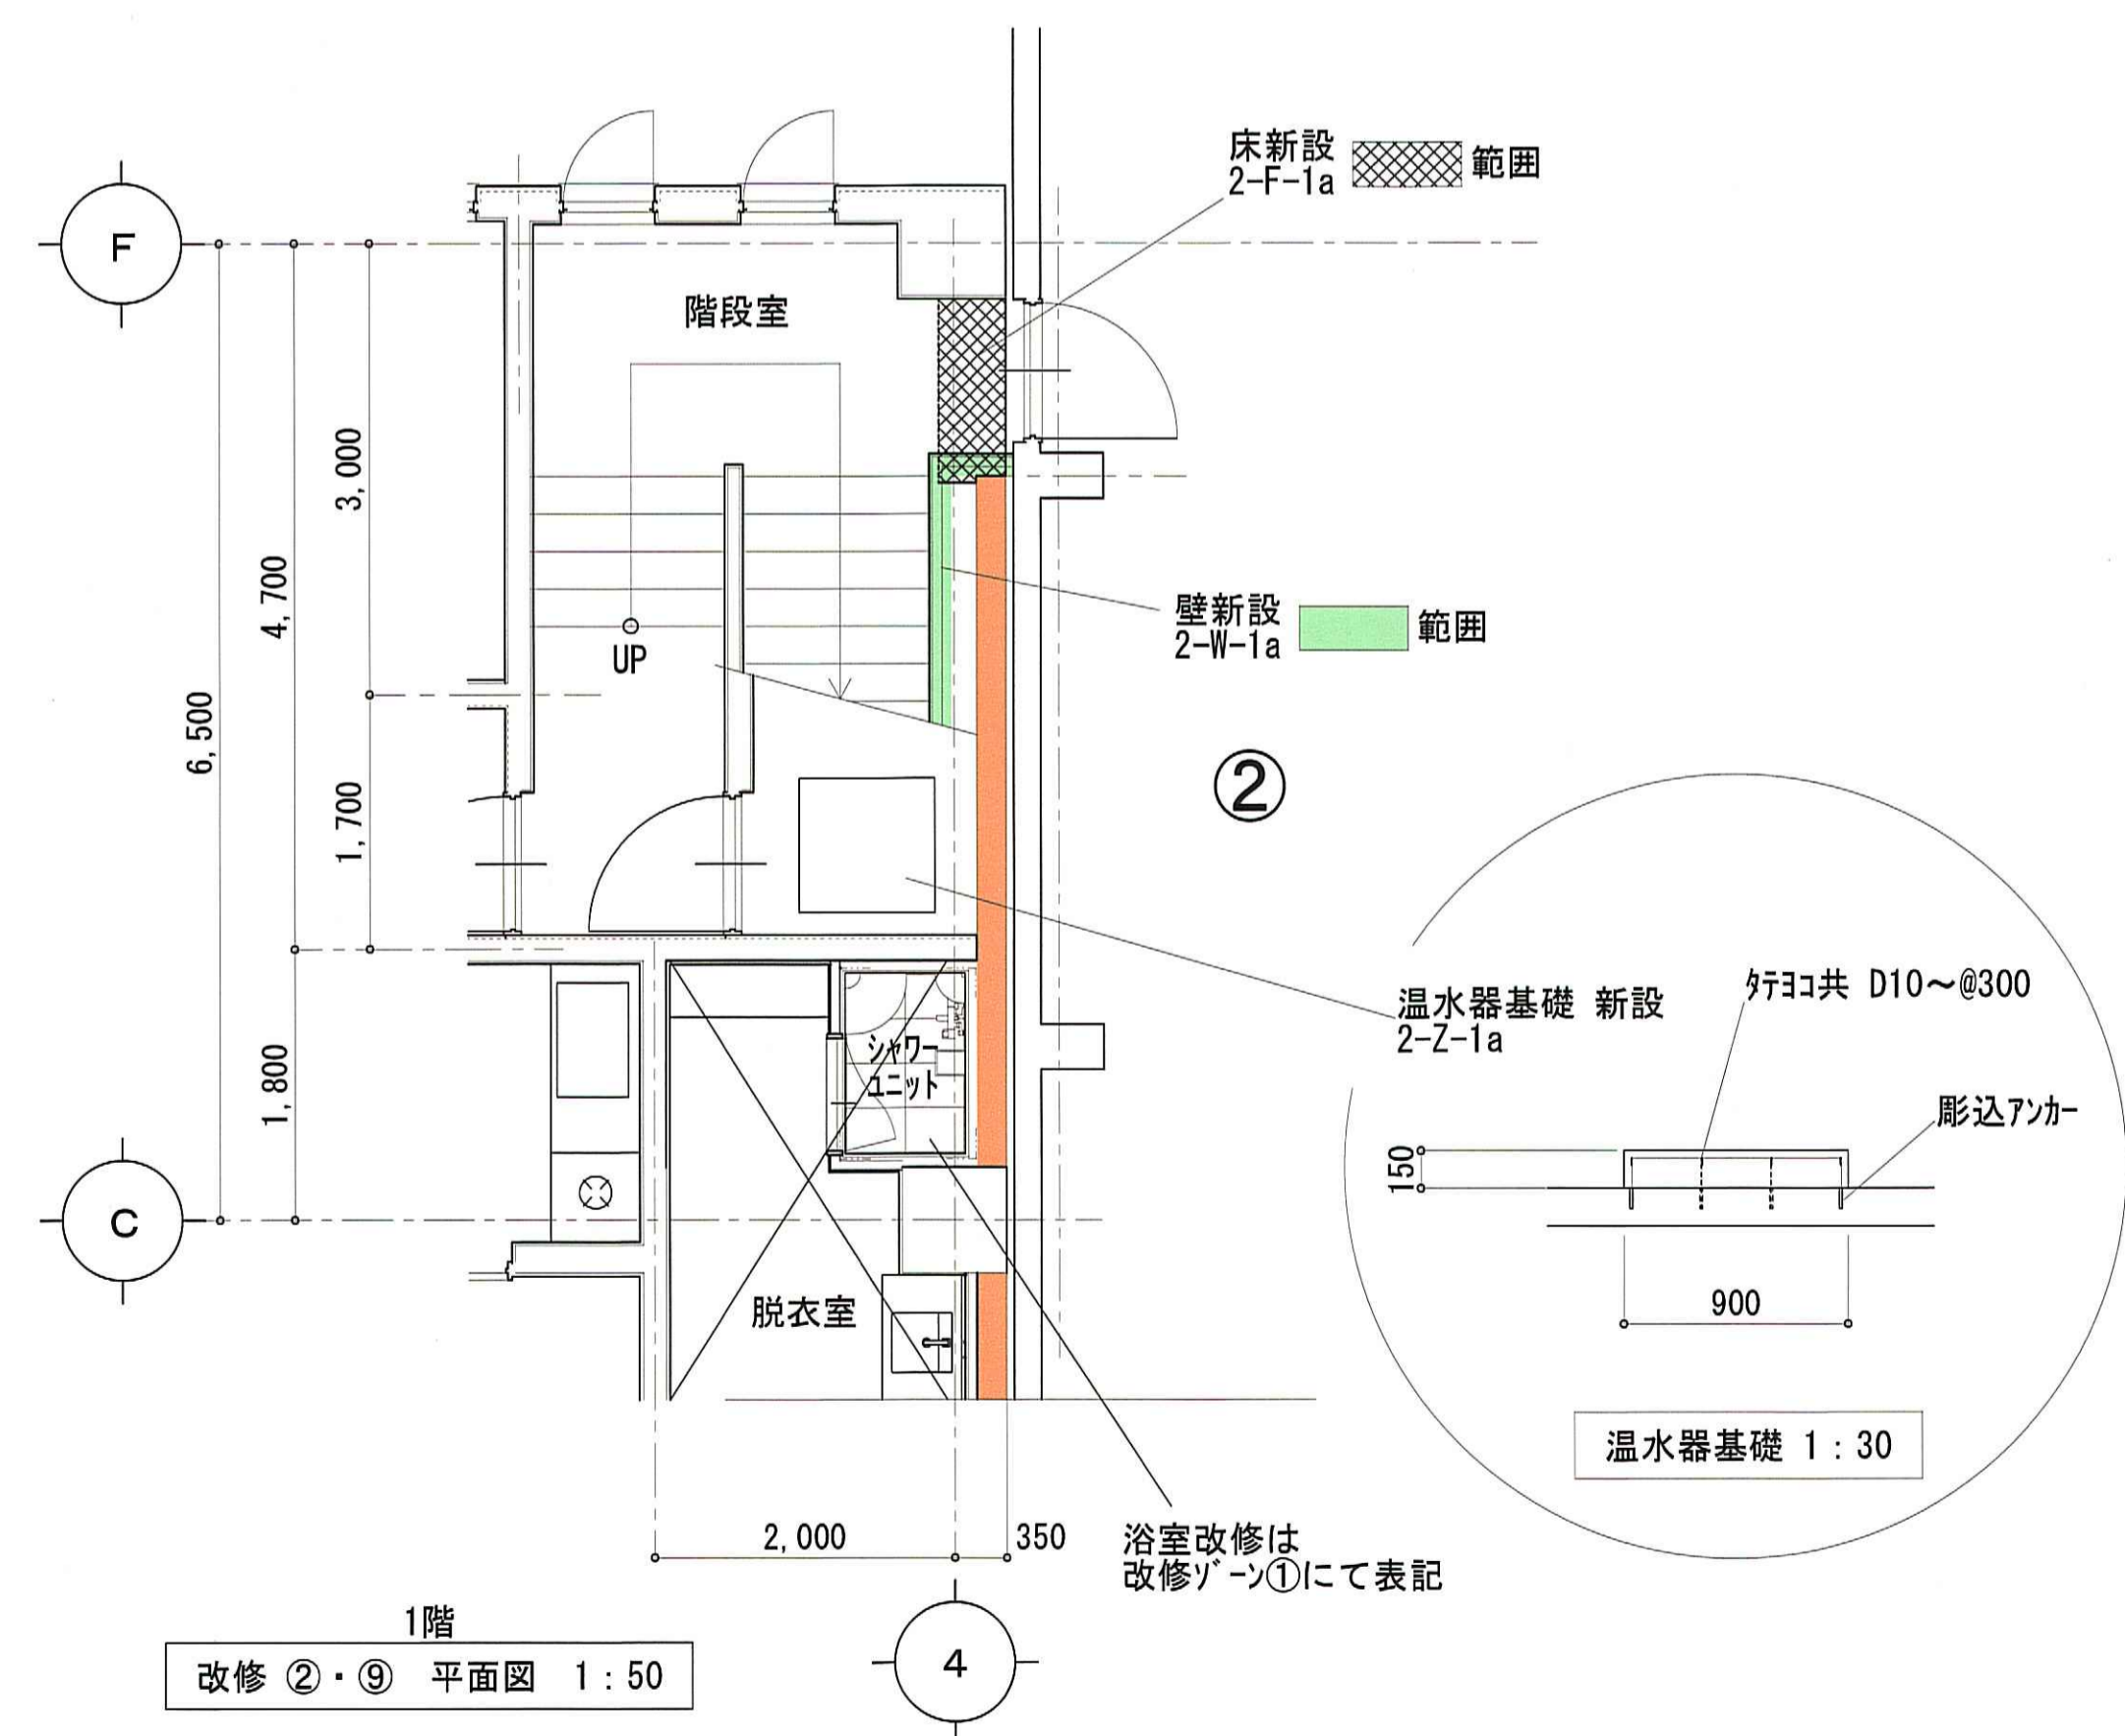 床新設
2-F-1a
範囲
F
階段室
3,000
4,700
6,500
UP
壁新設
2-W-1a
範囲
②
1,700
タテヨコ共 D10～@300
温水器基礎 新設
2-Z-1a
シャワー
ユニット
1,800
彫込アンカー
150
C
900
脱衣室
温水器基礎 1:30
2,000
350
浴室改修は
改修ゾーン①にて表記
1階
改修 ②・⑨ 平面図 1:50
4